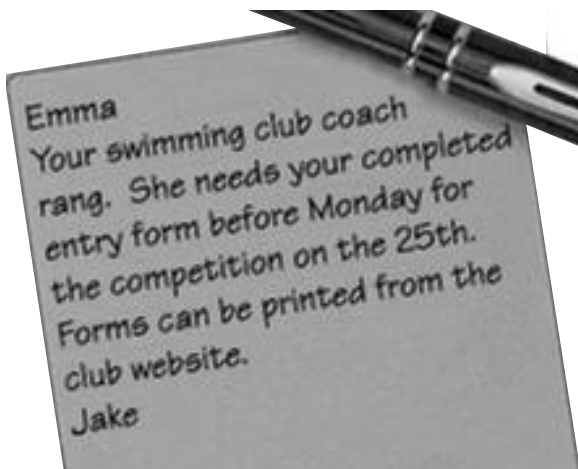 Emma
Your swimming club coach
rang. She needs your completed
entry form before Monday for
the competition on the 25th.
Forms can be printed from the
club website.
Jake